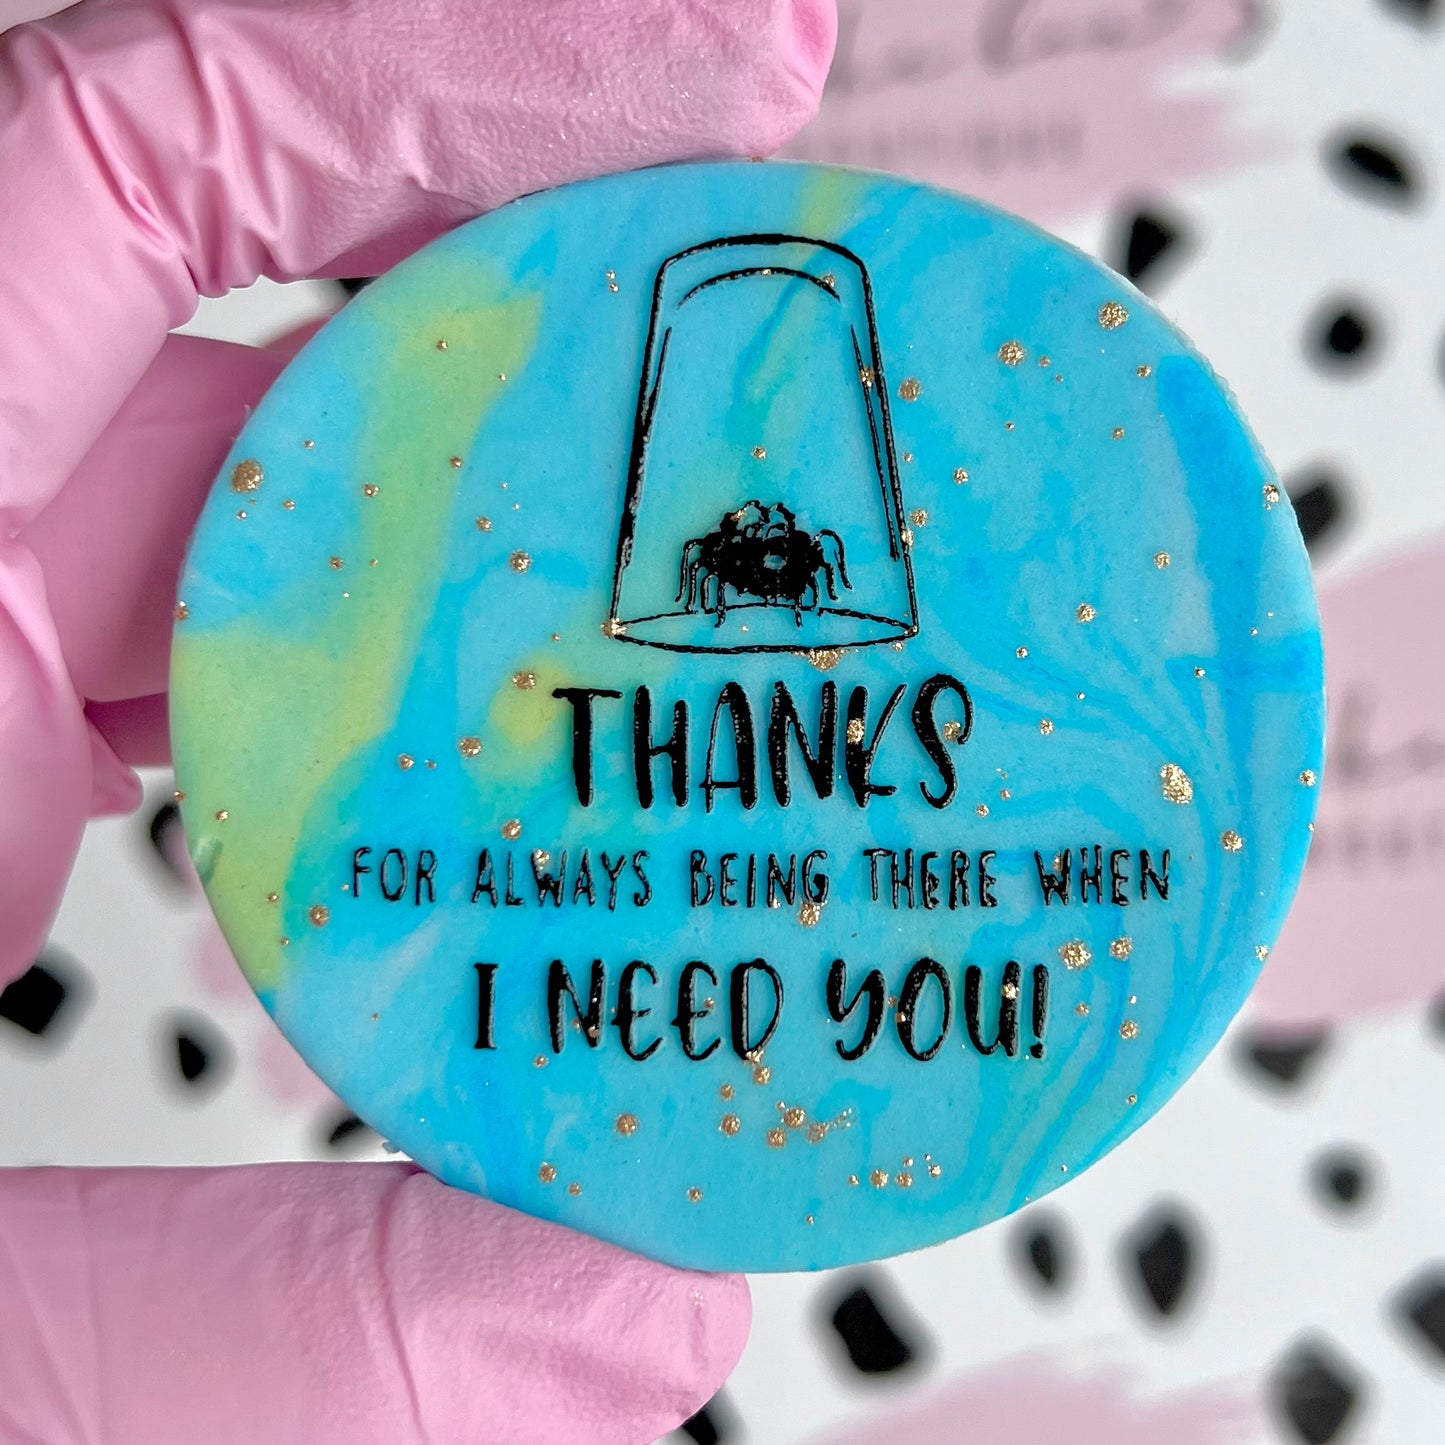 THANKS
FOR ALWAYS BEING THERE WHEN
I NEED YOU!